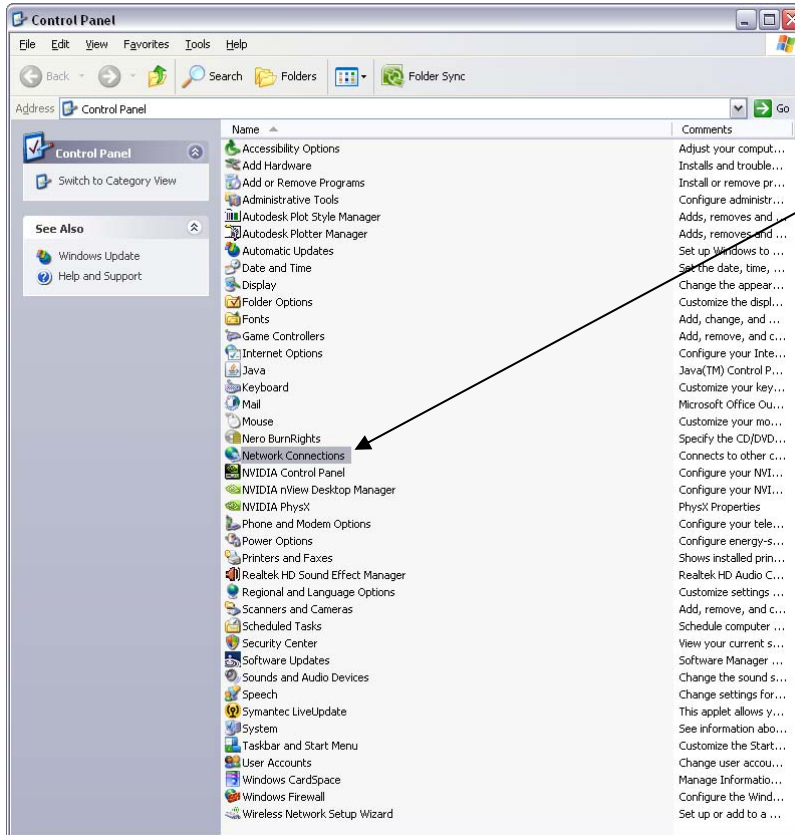 Control Panel
File Edit View Favorites Tools Help
Back Search Folders Folder Sync
Address Control Panel Go
Control Panel
Switch to Category View
See Also
Windows Update
Help and Support
Name Comments
Accessibility Options Adjust your comput...
Add Hardware Installs and trouble...
Add or Remove Programs Install or remove pr...
Administrative Tools Configure administr...
Autodesk Plot Style Manager Adds, removes and ...
Autodesk Plotter Manager Adds, removes and ...
Automatic Updates Set up Windows to ...
Date and Time Set the date, time, ...
Display Change the appear...
Folder Options Customize the displ...
Fonts Add, change, and ...
Game Controllers Add, remove, and c...
Internet Options Configure your Inte...
Java Java(TM) Control P...
Keyboard Customize your key...
Mail Microsoft Office Ou...
Mouse Customize your mo...
Nero BurnRights Specify the CD/DVD...
Network Connections Connects to other c...
NVIDIA Control Panel Configure your NVI...
NVIDIA nView Desktop Manager Configure your NVI...
NVIDIA PhysX PhysX Properties
Phone and Modem Options Configure your tele...
Power Options Configure energy-s...
Printers and Faxes Shows installed prin...
Realtek HD Sound Effect Manager Realtek HD Audio C...
Regional and Language Options Customize settings ...
Scanners and Cameras Add, remove, and c...
Scheduled Tasks Schedule computer ...
Security Center View your current s...
Software Updates Software Manager ...
Sounds and Audio Devices Change the sound s...
Speech Change settings for...
Symantec LiveUpdate This applet allows y...
System See information abo...
Taskbar and Start Menu Customize the Start...
User Accounts Change user accou...
Windows CardSpace Manage Informatio...
Windows Firewall Configure the Wind...
Wireless Network Setup Wizard Set up or add to a ...